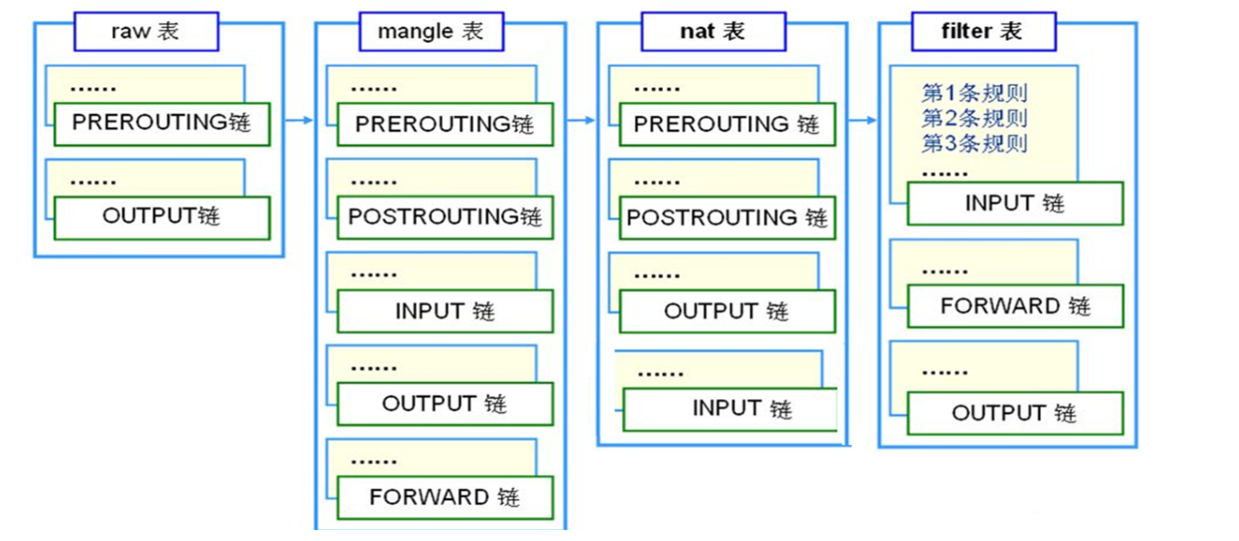 raw 表
……
PREROUTING链
……
OUTPUT链
mangle 表
……
PREROUTING链
……
POSTROUTING链
……
INPUT 链
……
OUTPUT 链
……
FORWARD 链
nat 表
……
PREROUTING 链
……
POSTROUTING 链
……
OUTPUT 链
……
INPUT 链
filter 表
第1条规则
第2条规则
第3条规则
……
INPUT 链
……
FORWARD 链
……
OUTPUT 链